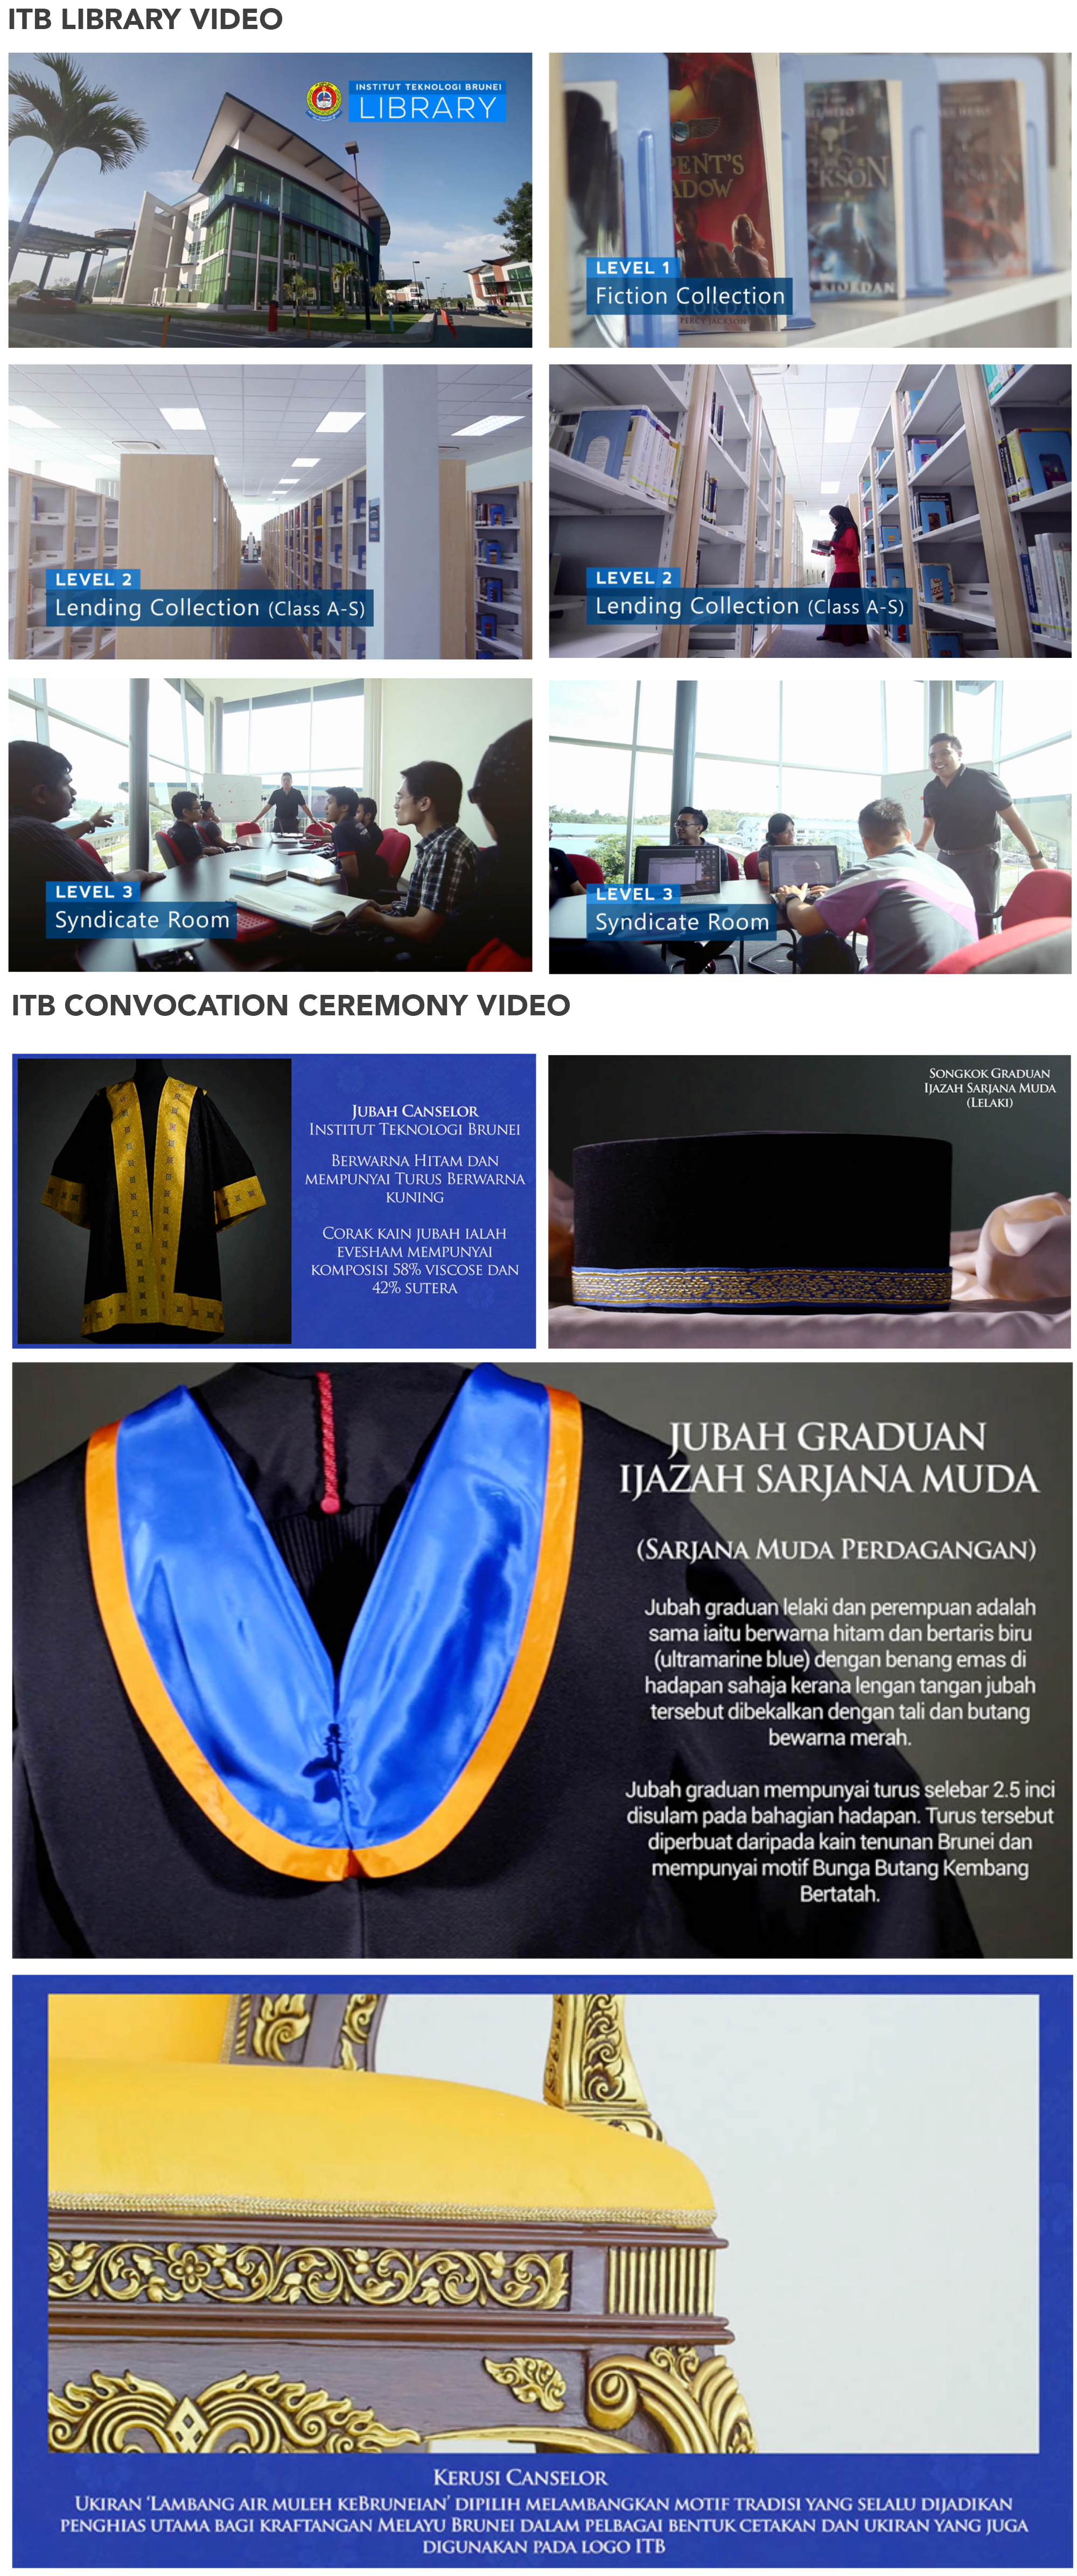 ITB LIBRARY VIDEO
INSTITUT TEKNOLOGI BRUNEI
LIBRARY
PENT'S
ADOW
CKSON
RIORDAN
PERCY JACKSON
LEVEL 1
Fiction Collection
LEVEL 2
Lending Collection (Class A-S)
LEVEL 2
Lending Collection (Class A-S)
LEVEL 3
Syndicate Room
LEVEL 3
Syndicate Room
ITB CONVOCATION CEREMONY VIDEO
JUBAH CANSELOR
INSTITUT TEKNOLOGI BRUNEI
BERWARNA HITAM DAN
MEMPUNYAI TURUS BERWARNA
KUNING
CORAK KAIN JUBAH IALAH
EVESHAM MEMPUNYAI
KOMPOSISI 58% VISCOSE DAN
42% SUTERA
SONGKOK GRADUAN
IJAZAH SARJANA MUDA
(LELAKI)
JUBAH GRADUAN
IJAZAH SARJANA MUDA
(SARJANA MUDA PERDAGANGAN)
Jubah graduan lelaki dan perempuan adalah
sama iaitu berwarna hitam dan bertaris biru
(ultramarine blue) dengan benang emas di
hadapan sahaja kerana lengan tangan jubah
tersebut dibekalkan dengan tali dan butang
bewarna merah.
Jubah graduan mempunyai turus selebar 2.5 inci
disulam pada bahagian hadapan. Turus tersebut
diperbuat daripada kain tenunan Brunei dan
mempunyai motif Bunga Butang Kembang
Bertatah.
KERUSI CANSELOR
UKIRAN 'LAMBANG AIR MULEH KEBRUNEIAN' DIPILIH MELAMBANGKAN MOTIF TRADISI YANG SELALU DIJADIKAN
PENGHIAS UTAMA BAGI KRAFTANGAN MELAYU BRUNEI DALAM PELBAGAI BENTUK CETAKAN DAN UKIRAN YANG JUGA
DIGUNAKAN PADA LOGO ITB